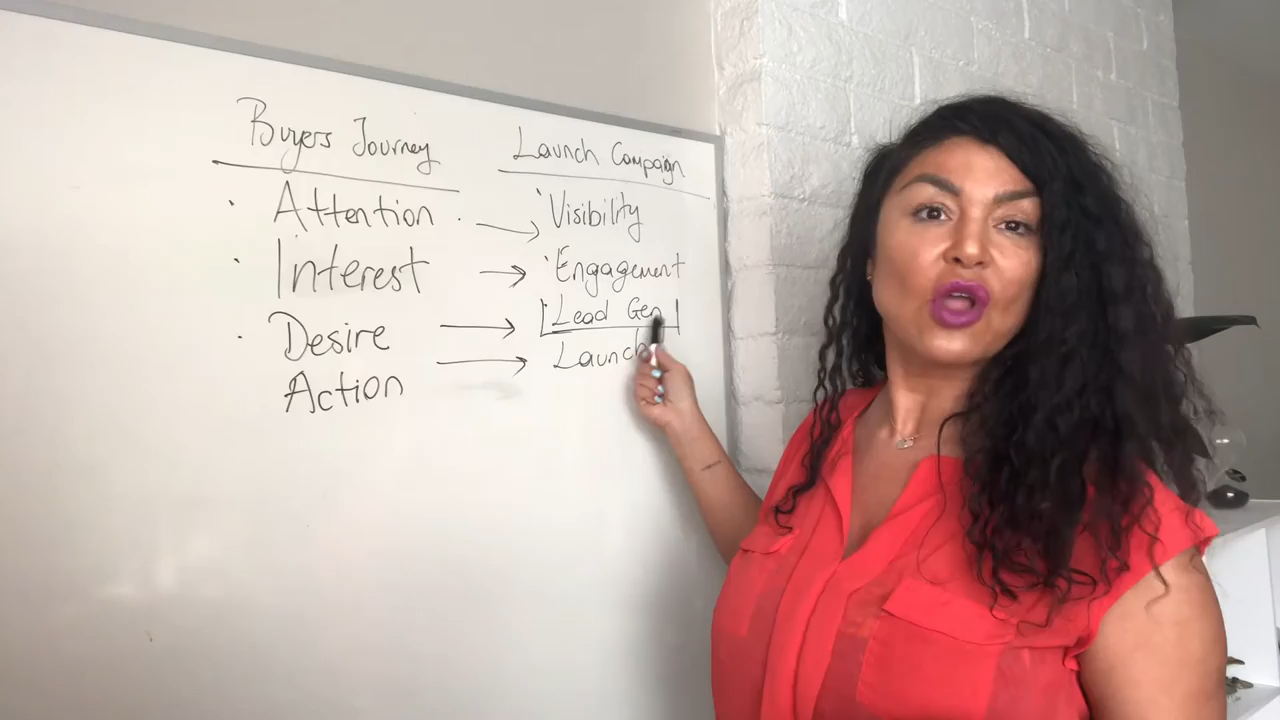 Buyers Journey
Attention
Interest
Desire
Action
Launch Campaign
Visibility
Engagement
Lead Gen
Launch